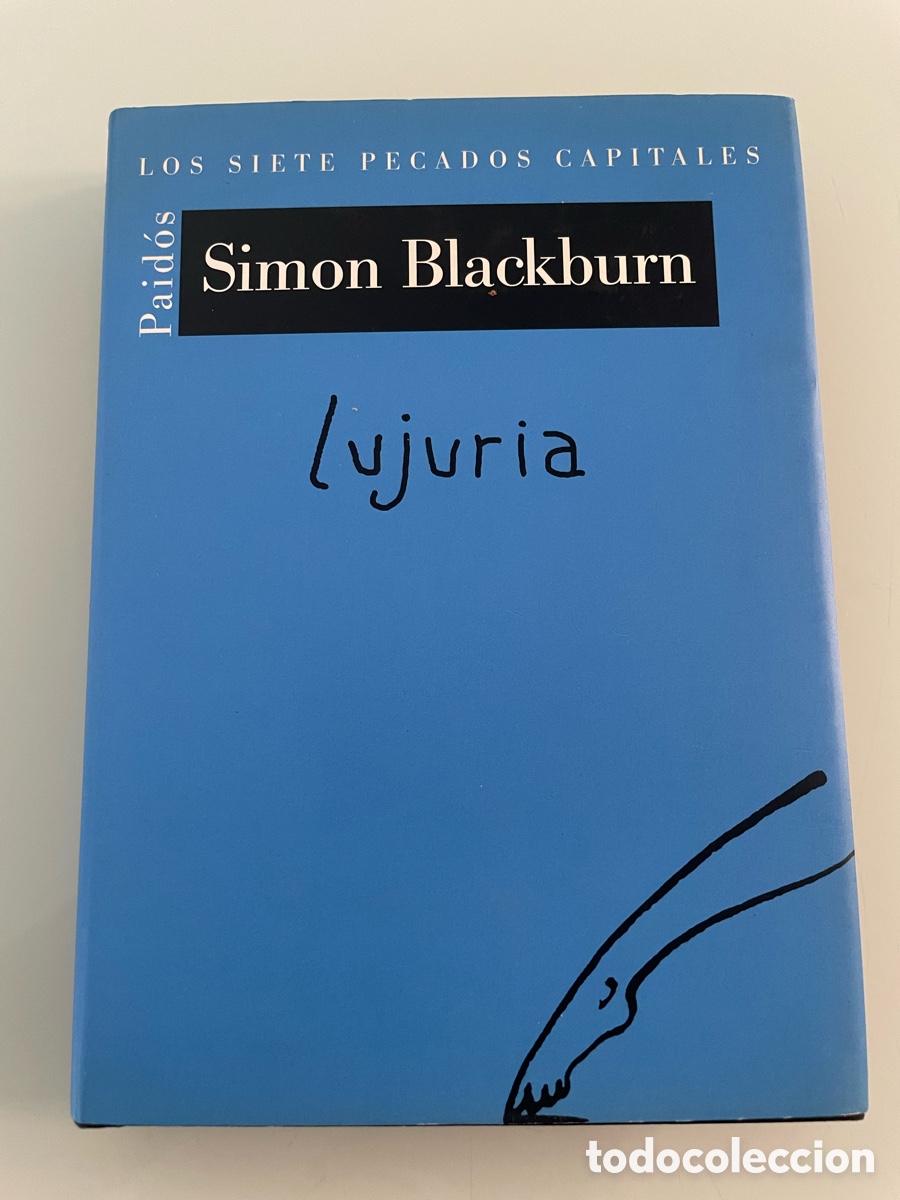 LOS SIETE PECADOS CAPITALES
Paidós
Simon Blackburn
lujuria
todocoleccion